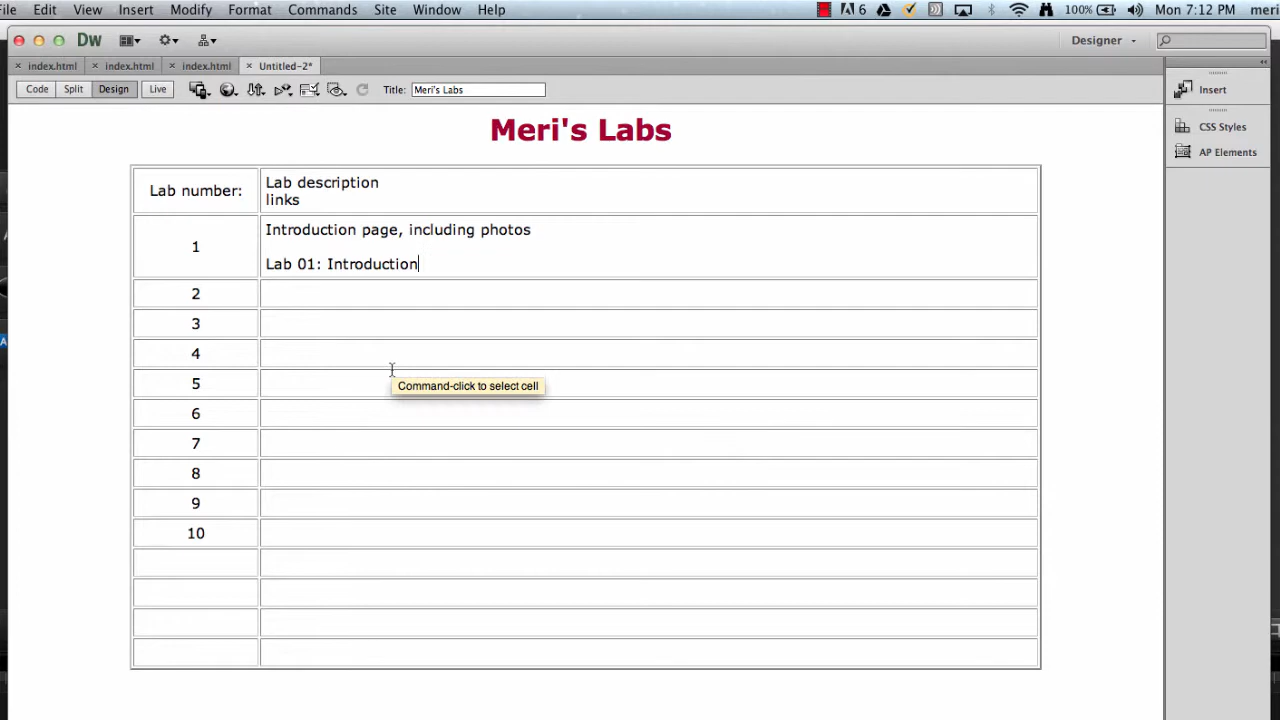 File Edit View Insert Modify Format Commands Site Window Help 6 100% Mon 7:12 PM meri
Dw Designer
index.html index.html index.html Untitled-2*
Code Split Design Live Title: Meri's Labs
Insert
CSS Styles
AP Elements
Meri's Labs
Lab number: Lab description
links
1 Introduction page, including photos
Lab 01: Introduction
2
3
4
5
Command-click to select cell
6
7
8
9
10